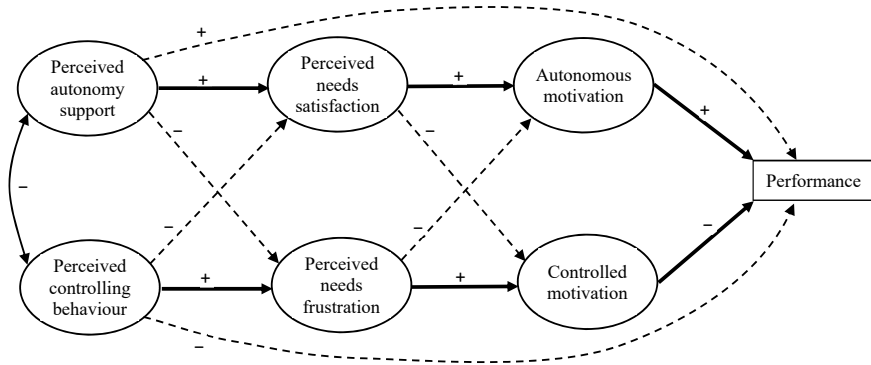 +
Perceived
autonomy
support
+
Perceived
needs
satisfaction
+
Autonomous
motivation
+
–
–
–
Performance
–
–
–
Perceived
controlling
behaviour
+
Perceived
needs
frustration
+
Controlled
motivation
–